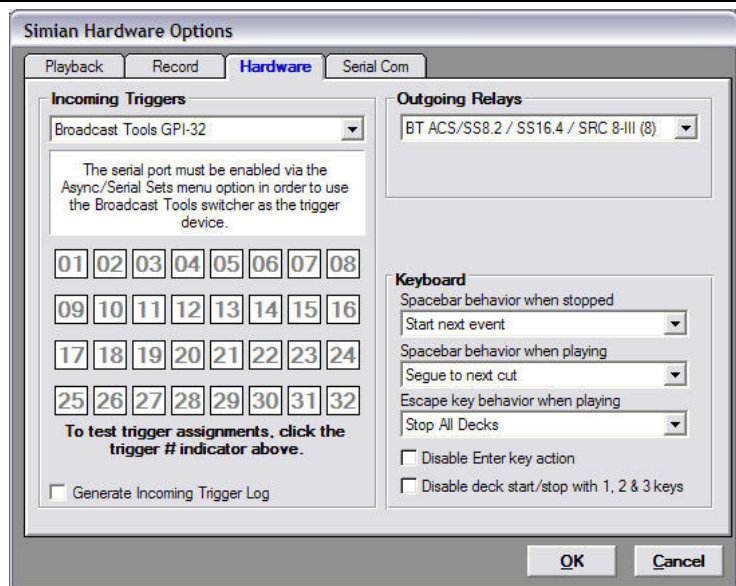 Simian Hardware Options
Playback Record Hardware Serial Com
Incoming Triggers
Broadcast Tools GPI-32
The serial port must be enabled via the
Async/Serial Sets menu option in order to use
the Broadcast Tools switcher as the trigger
device.
01 02 03 04 05 06 07 08
09 10 11 12 13 14 15 16
17 18 19 20 21 22 23 24
25 26 27 28 29 30 31 32
To test trigger assignments, click the
trigger # indicator above.
Generate Incoming Trigger Log
Outgoing Relays
BT ACS/SS8.2 / SS16.4 / SRC 8-III (8)
Keyboard
Spacebar behavior when stopped
Start next event
Spacebar behavior when playing
Segue to next cut
Escape key behavior when playing
Stop All Decks
Disable Enter key action
Disable deck start/stop with 1, 2 & 3 keys
OK Cancel